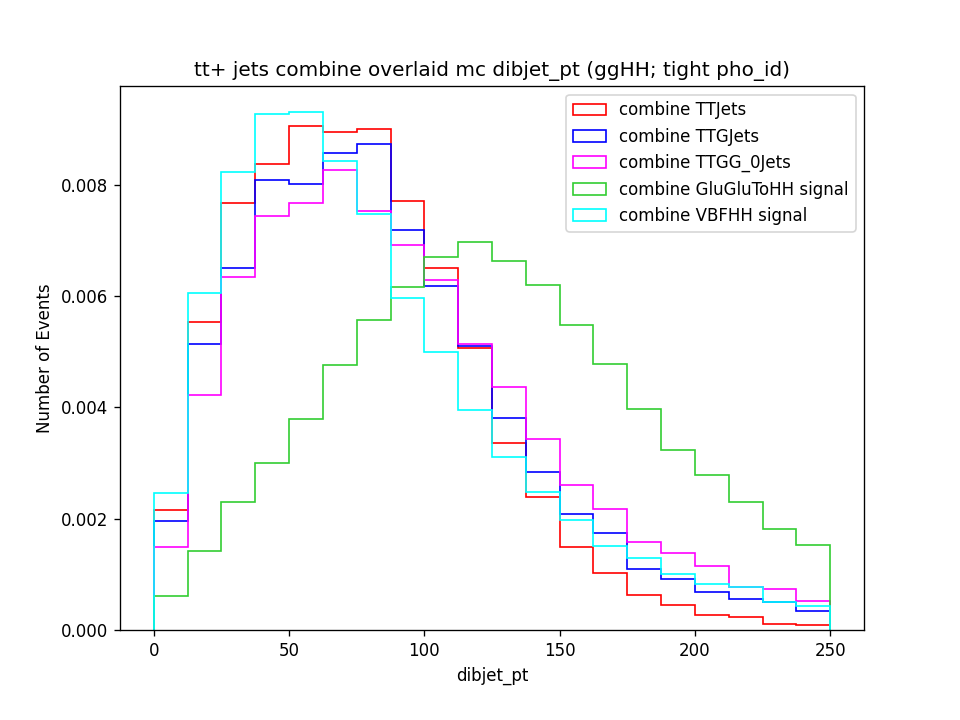 tt+ jets combine overlaid mc dibjet_pt (ggHH; tight pho_id)
combine TTJets
combine TTGJets
combine TTGG_0Jets
combine GluGluToHH signal
combine VBFHH signal
Number of Events
0.008
0.006
0.004
0.002
0.000
0 50 100 150 200 250
dibjet_pt